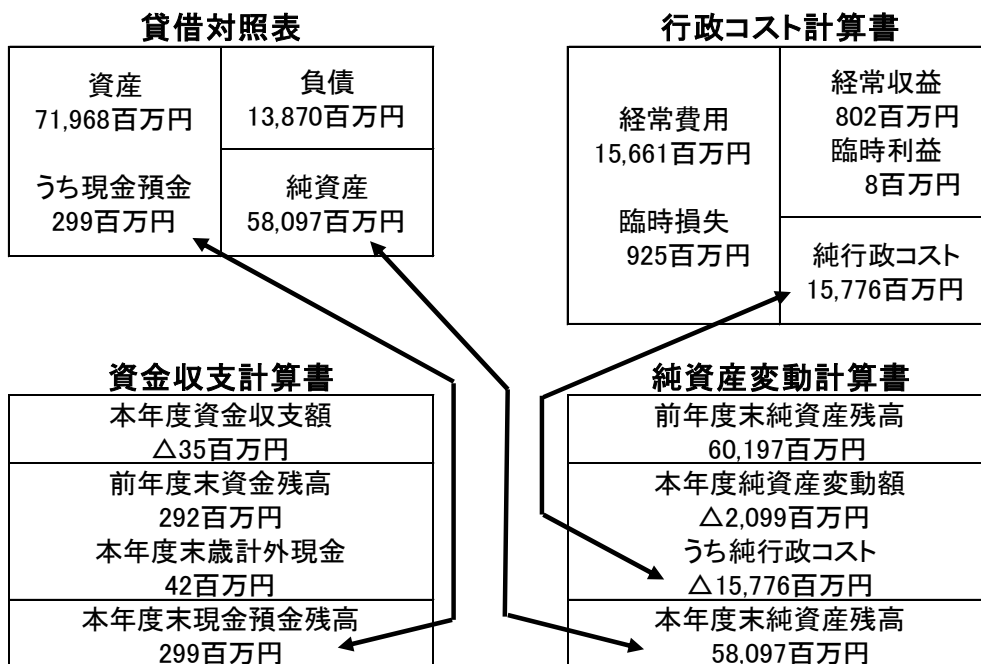 貸借対照表
資産
71,968百万円
うち現金預金
299百万円
負債
13,870百万円
純資産
58,097百万円
行政コスト計算書
経常費用
15,661百万円
臨時損失
925百万円
経常収益
802百万円
臨時利益
8百万円
純行政コスト
15,776百万円
資金収支計算書
本年度資金収支額
△35百万円
前年度末資金残高
292百万円
本年度末歳計外現金
42百万円
本年度末現金預金残高
299百万円
純資産変動計算書
前年度末純資産残高
60,197百万円
本年度純資産変動額
△2,099百万円
うち純行政コスト
△15,776百万円
本年度末純資産残高
58,097百万円